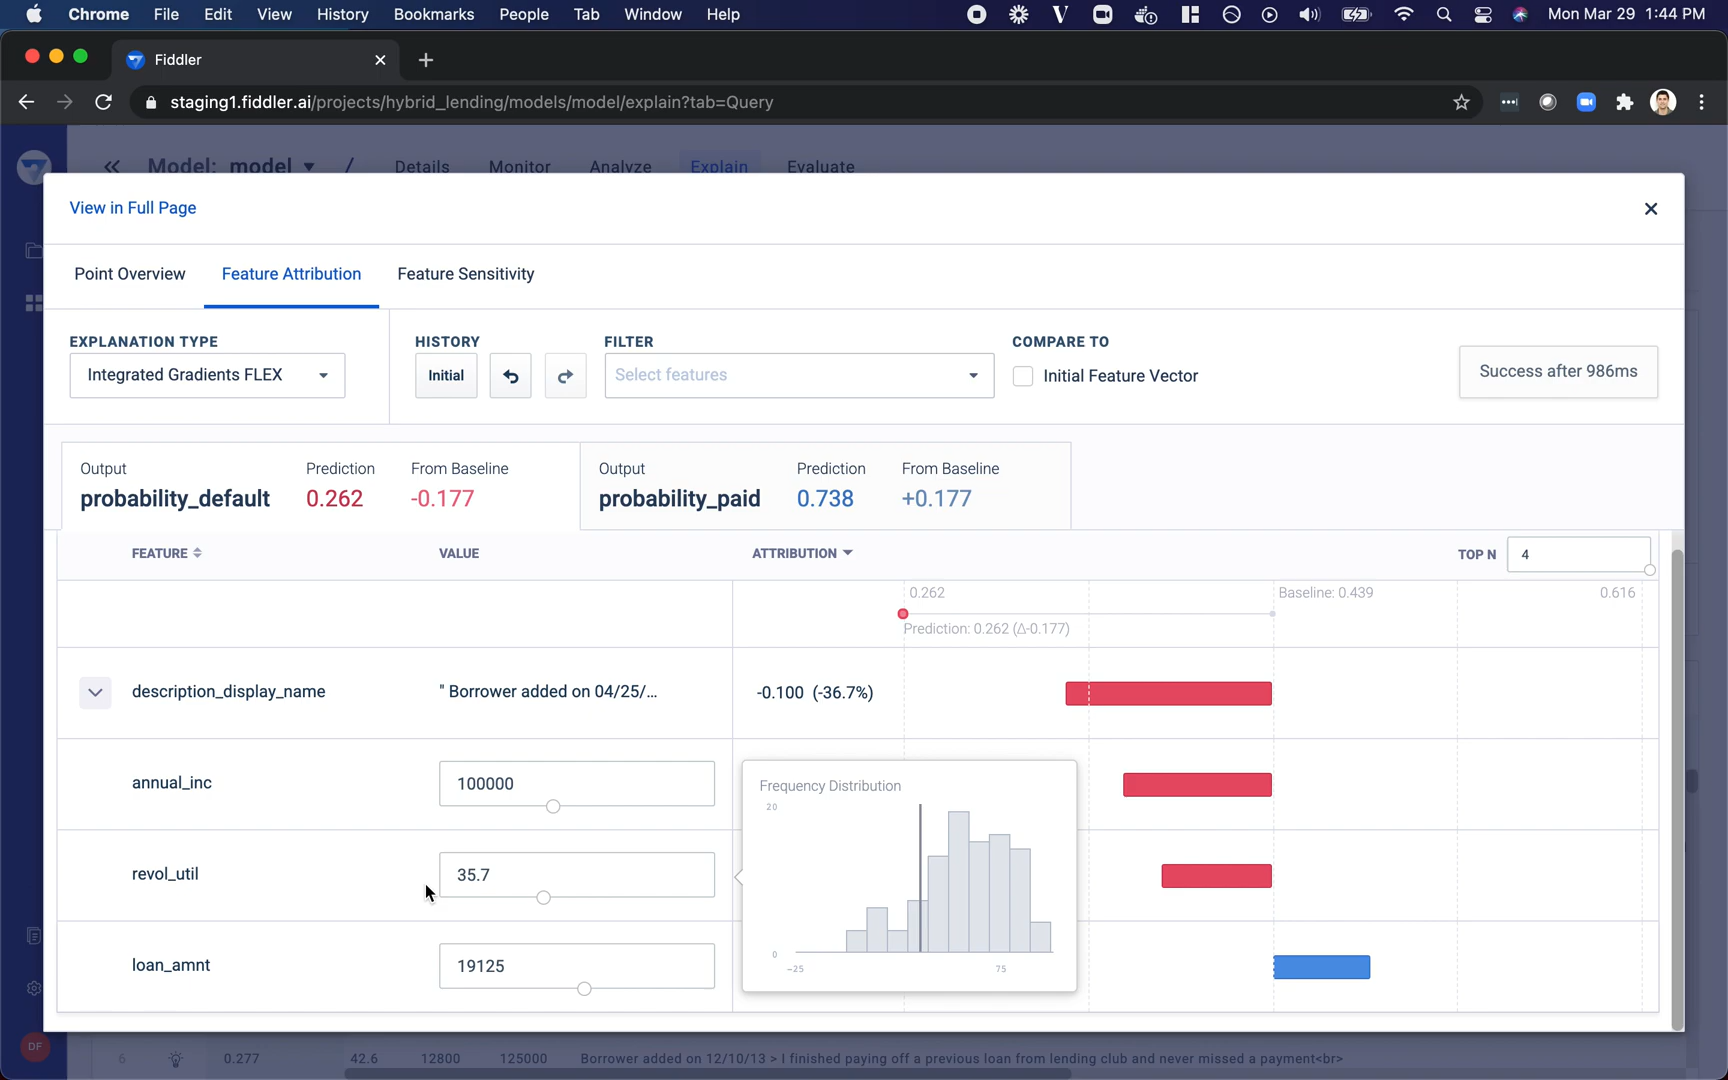 Chrome File Edit View History Bookmarks People Tab Window Help Mon Mar 29 1:44 PM
Fiddler
staging1.fiddler.ai/projects/hybrid_lending/models/model/explain?tab=Query
Model: model / Details Monitor Analyze Explain Evaluate
View in Full Page
Point Overview Feature Attribution Feature Sensitivity
EXPLANATION TYPE HISTORY FILTER COMPARE TO
Integrated Gradients FLEX Initial Select features Initial Feature Vector Success after 986ms
Output Prediction From Baseline Output Prediction From Baseline
probability_default 0.262 -0.177 probability_paid 0.738 +0.177
FEATURE VALUE ATTRIBUTION TOP N 4
0.262 Baseline: 0.439 0.616
Prediction: 0.262 (Δ-0.177)
description_display_name " Borrower added on 04/25/... -0.100 (-36.7%)
annual_inc 100000
Frequency Distribution
20
revol_util 35.7
loan_amnt 19125
0
-25 75
DF
6 0.277 42.6 12800 125000 Borrower added on 12/10/13 > I finished paying off a previous loan from lending club and never missed a payment<br>